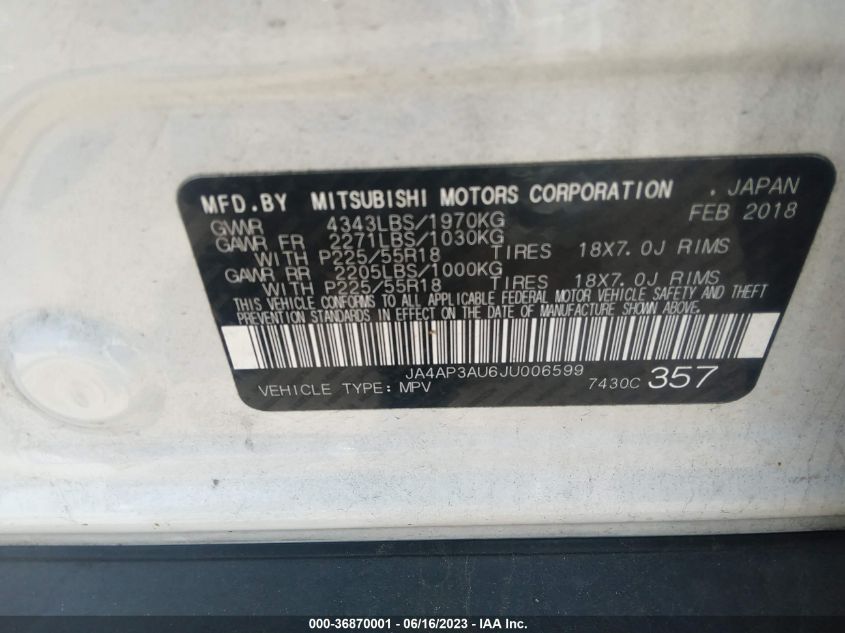 MFD.BY MITSUBISHI MOTORS CORPORATION . JAPAN
GVWR 4343LBS/1970KG FEB 2018
GAWR FR 2271LBS/1030KG
WITH P225/55R18 TIRES 18X7.0J RIMS
GAWR RR 2205LBS/1000KG
WITH P225/55R18 TIRES 18X7.0J RIMS
THIS VEHICLE CONFORMS TO ALL APPLICABLE FEDERAL MOTOR VEHICLE SAFETY AND THEFT
PREVENTION STANDARDS IN EFFECT ON THE DATE OF MANUFACTURE SHOWN ABOVE.
JA4AP3AU6JU006599
VEHICLE TYPE: MPV 7430C 357
000-36870001 - 06/16/2023 - IAAI.com